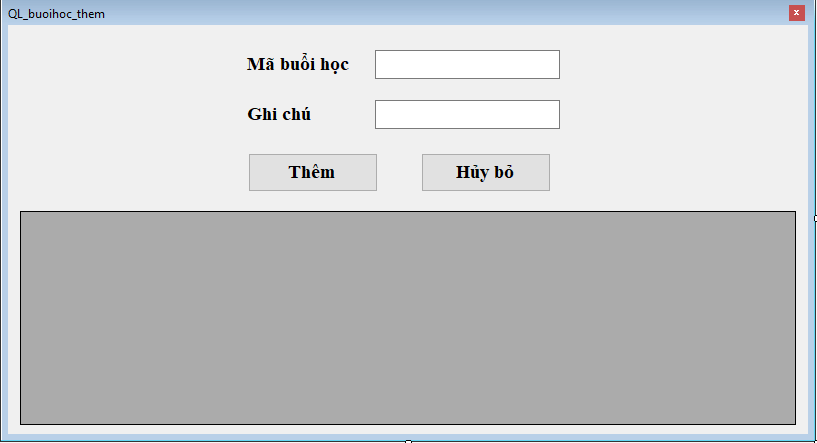 QL_buoihoc_them
Mã buổi học
Ghi chú
Thêm Hủy bỏ